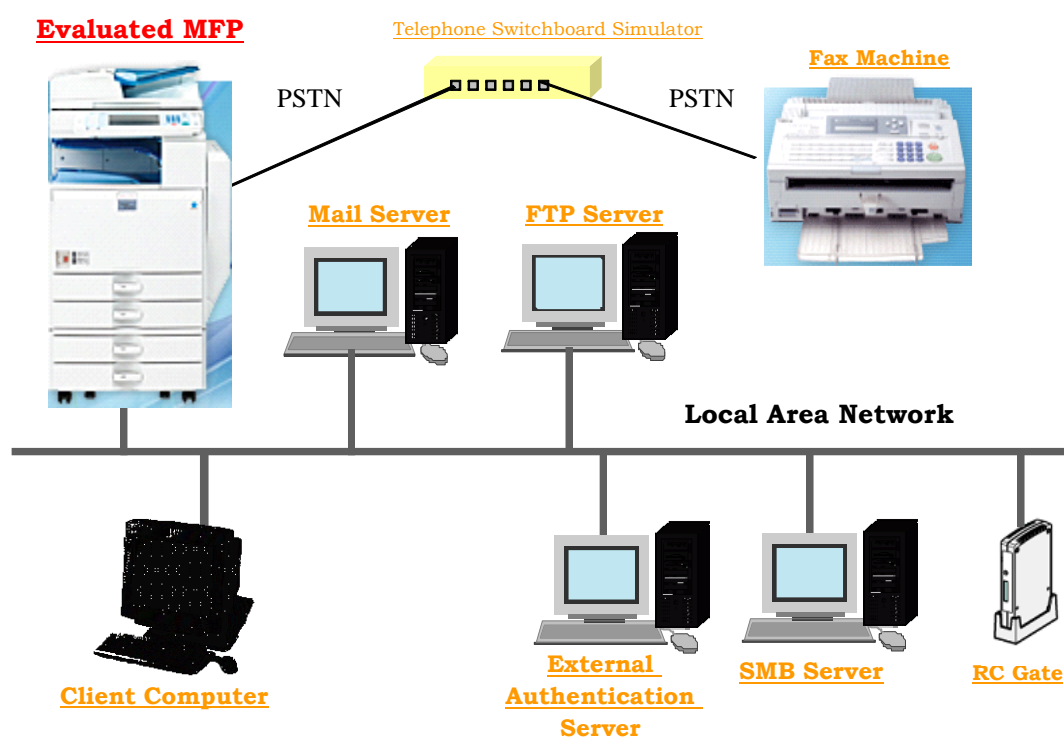 Evaluated MFP
Telephone Switchboard Simulator
Fax Machine
PSTN
PSTN
Mail Server
FTP Server
Local Area Network
Client Computer
External
Authentication
Server
SMB Server
RC Gate